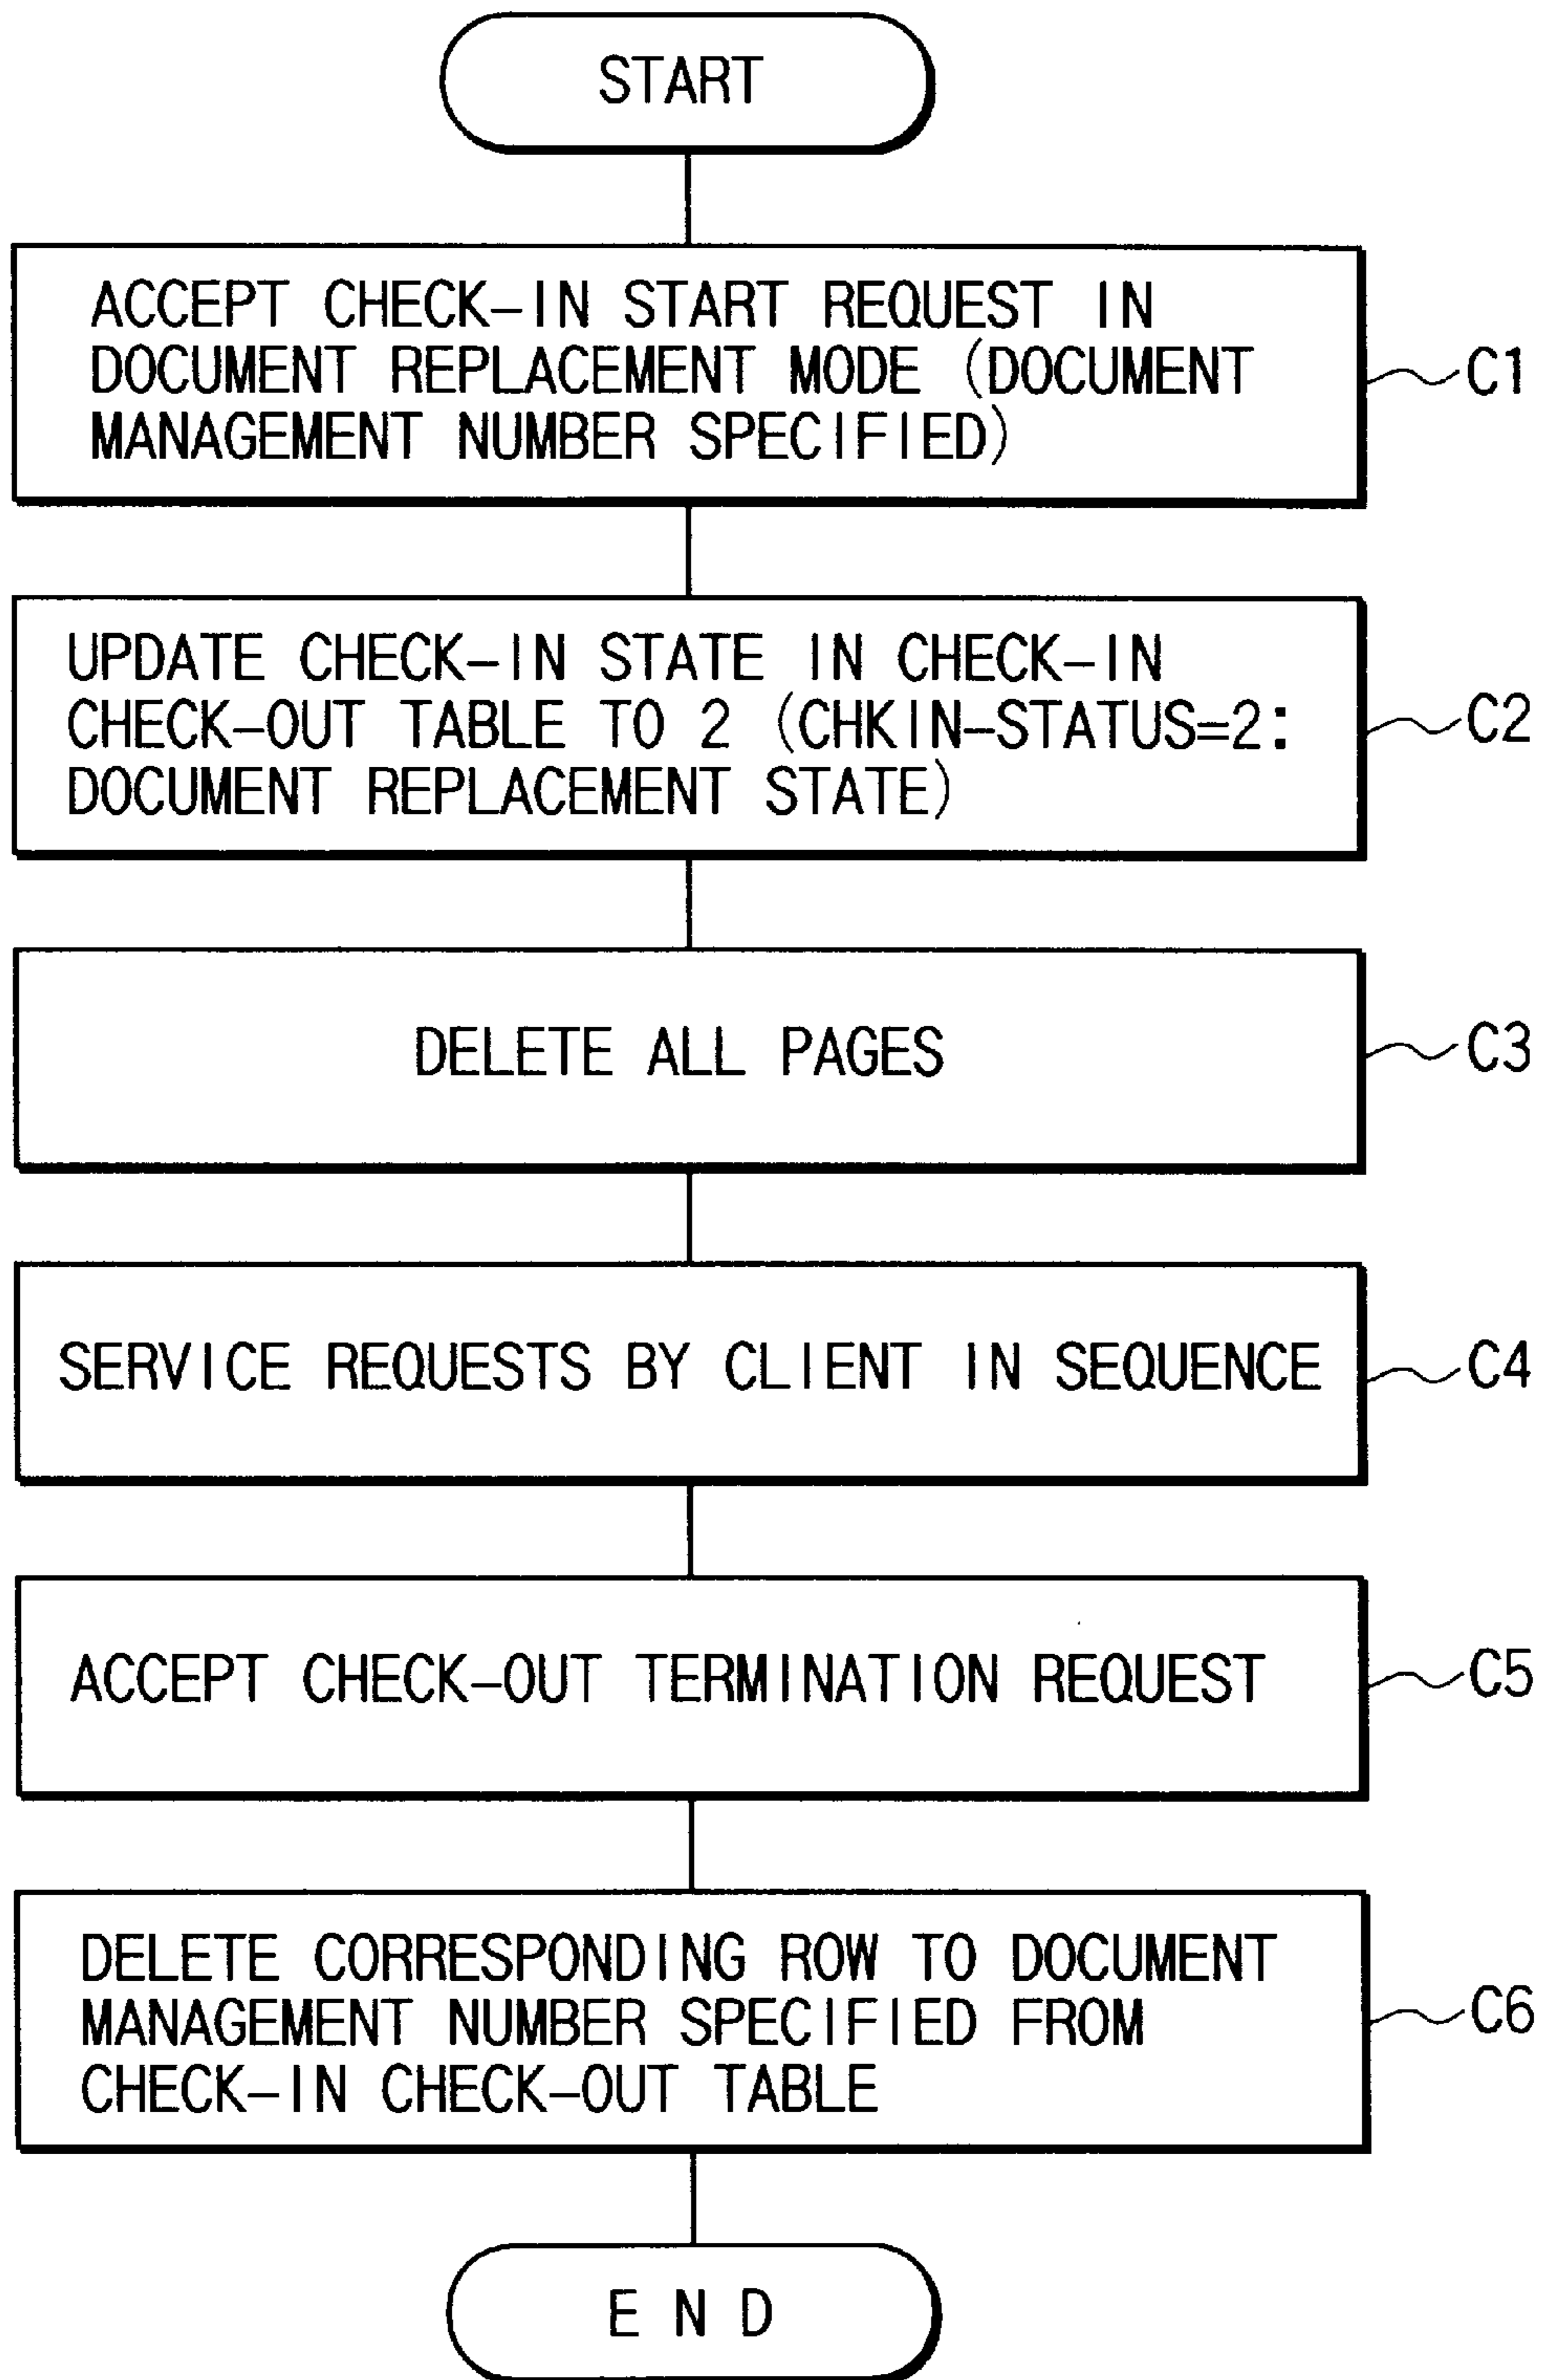 START
ACCEPT CHECK-IN START REQUEST IN
DOCUMENT REPLACEMENT MODE (DOCUMENT
MANAGEMENT NUMBER SPECIFIED)
C1
UPDATE CHECK-IN STATE IN CHECK-IN
CHECK-OUT TABLE TO 2 (CHKIN-STATUS=2:
DOCUMENT REPLACEMENT STATE)
C2
DELETE ALL PAGES
C3
SERVICE REQUESTS BY CLIENT IN SEQUENCE
C4
ACCEPT CHECK-OUT TERMINATION REQUEST
C5
DELETE CORRESPONDING ROW TO DOCUMENT
MANAGEMENT NUMBER SPECIFIED FROM
CHECK-IN CHECK-OUT TABLE
C6
END